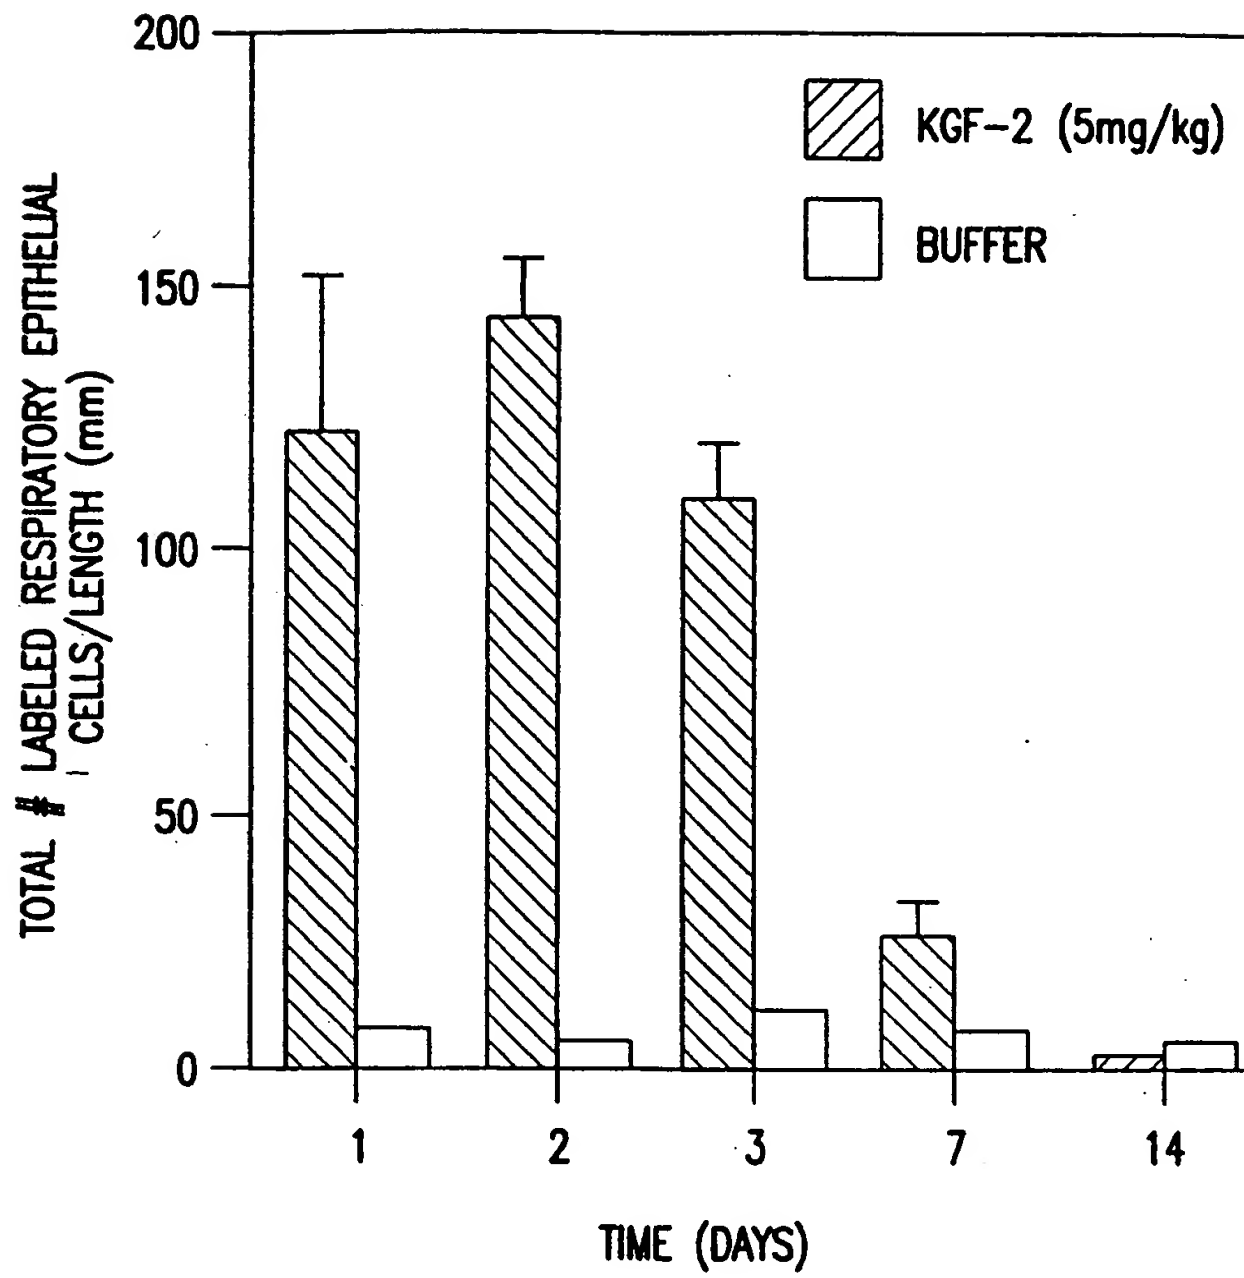 TOTAL # LABELED RESPIRATORY EPITHELIAL
CELLS/LENGTH (mm)
200
150
100
50
0
KGF-2 (5mg/kg)
BUFFER
1 2 3 7 14
TIME (DAYS)